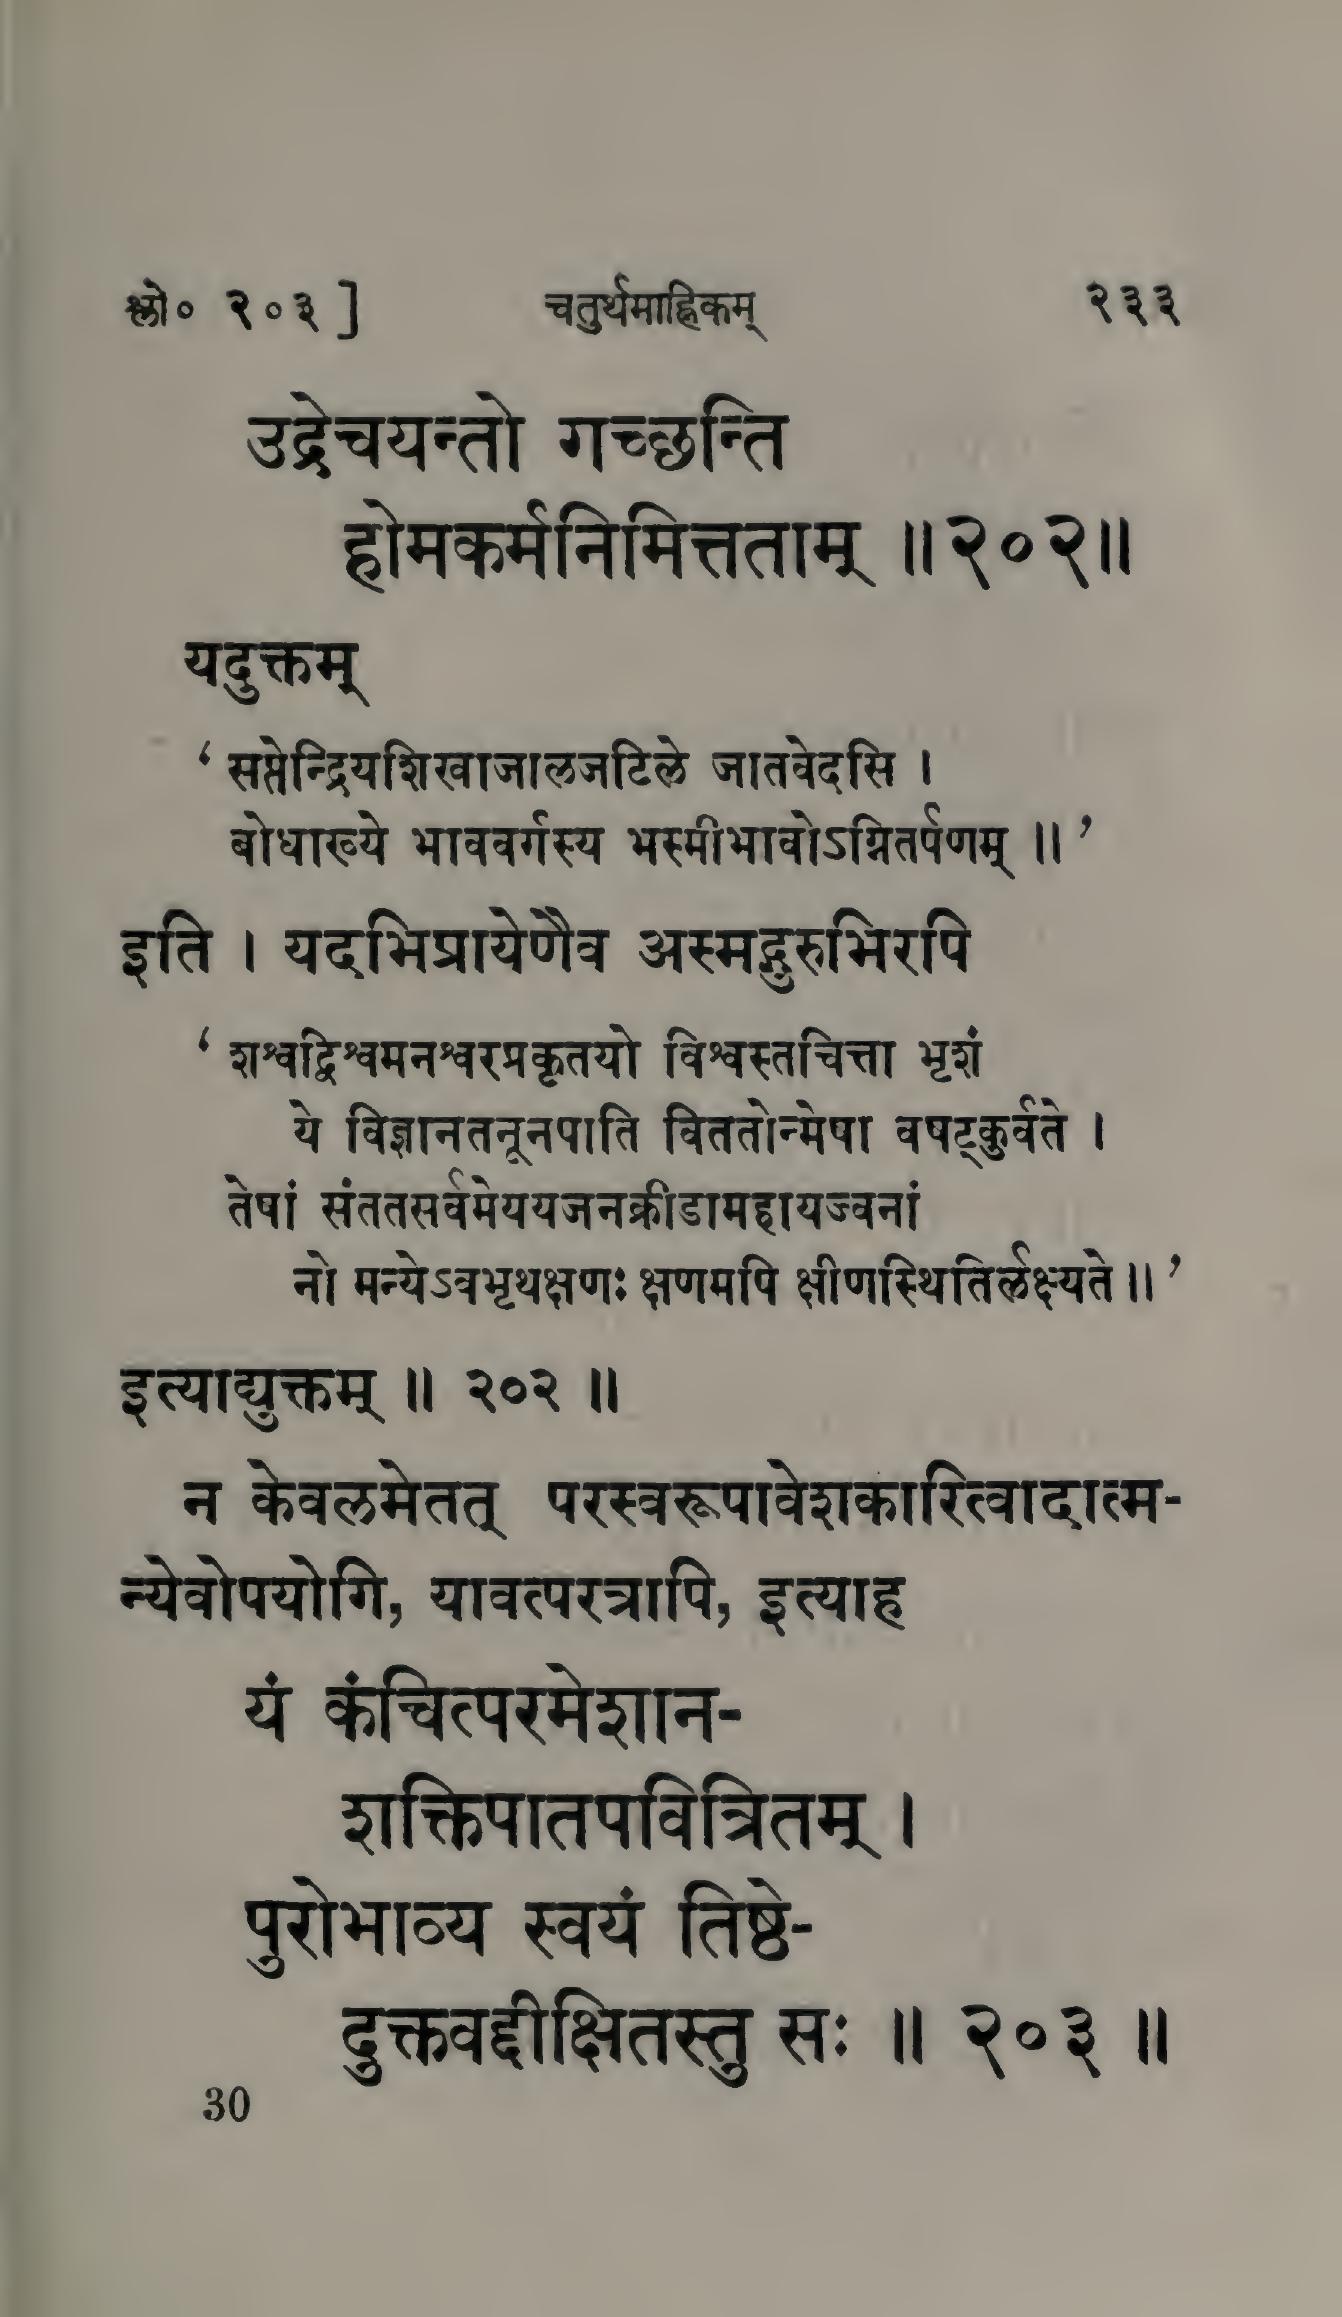 श्लो० २०३ ] चतुर्थमाह्निकम् २३३
उद्रेचयन्तो गच्छन्ति
होमकर्मनिमित्तताम् ॥२०२॥
यदुक्तम्
‘ सप्तेन्द्रियशिखाजालजटिले जातवेदसि ।
बोधाख्ये भाववर्गस्य भस्मीभावोऽग्नितर्पणम् ॥ ’
इति । यदभिप्रायेणैव अस्मद्गुरुभिरपि
‘ शश्वद्विश्वमनश्वरप्रकृतयो विश्वस्तचित्ता भृशं
ये विज्ञानतनूनपाति विततोन्मेषा वषट्कुर्वते ।
तेषां संततसर्वमेययजनक्रीडामहायज्वनां
नो मन्येऽवभृथक्षणः क्षणमपि क्षीणस्थितिर्लक्ष्यते॥ ’
इत्याद्युक्तम् ॥ २०२ ॥
न केवलमेतत् परस्वरूपावेशकारित्वादात्म-
न्येवोपयोगि, यावत्परत्रापि, इत्याह
यं कंचित्परमेशान-
शक्तिपातपवित्रितम् ।
पुरोभाव्य स्वयं तिष्ठे-
दुक्तवद्दीक्षितस्तु सः ॥ २०३ ॥
30